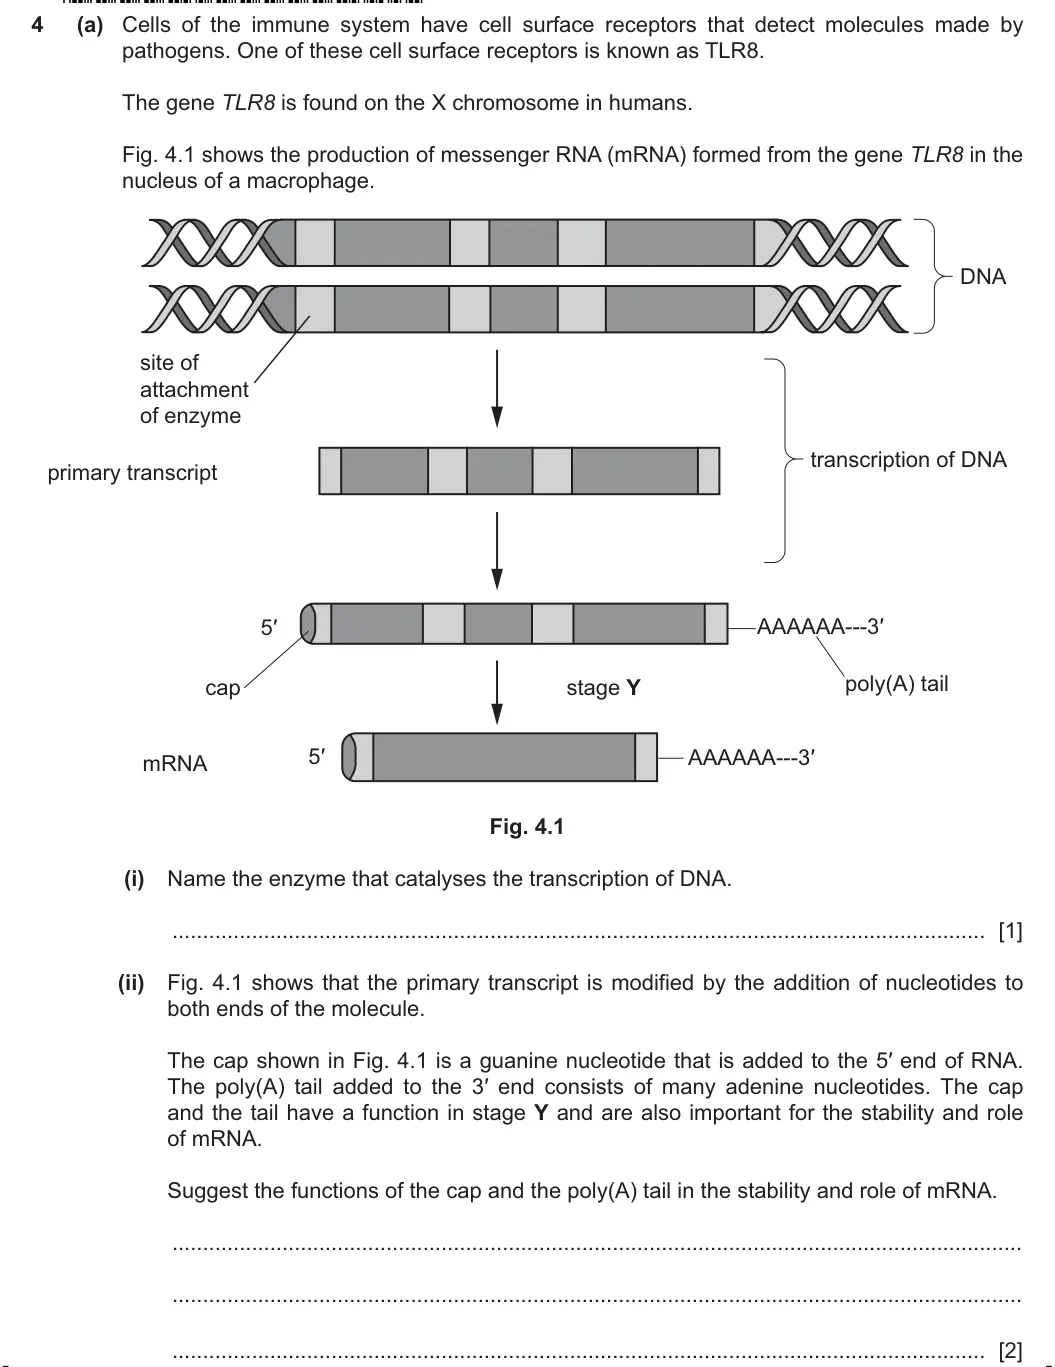 4 (a) Cells of the immune system have cell surface receptors that detect molecules made by
pathogens. One of these cell surface receptors is known as TLR8.
The gene TLR8 is found on the X chromosome in humans.
Fig. 4.1 shows the production of messenger RNA (mRNA) formed from the gene TLR8 in the
nucleus of a macrophage.
DNA
site of
attachment
of enzyme
primary transcript
transcription of DNA
5′
AAAAAA---3′
cap
stage Y
poly(A) tail
mRNA
5′
AAAAAA---3′
Fig. 4.1
(i) Name the enzyme that catalyses the transcription of DNA.
.......................................................................................................................................... [1]
(ii) Fig. 4.1 shows that the primary transcript is modified by the addition of nucleotides to
both ends of the molecule.
The cap shown in Fig. 4.1 is a guanine nucleotide that is added to the 5′ end of RNA.
The poly(A) tail added to the 3′ end consists of many adenine nucleotides. The cap
and the tail have a function in stage Y and are also important for the stability and role
of mRNA.
Suggest the functions of the cap and the poly(A) tail in the stability and role of mRNA.
..........................................................................................................................................
..........................................................................................................................................
.......................................................................................................................................... [2]